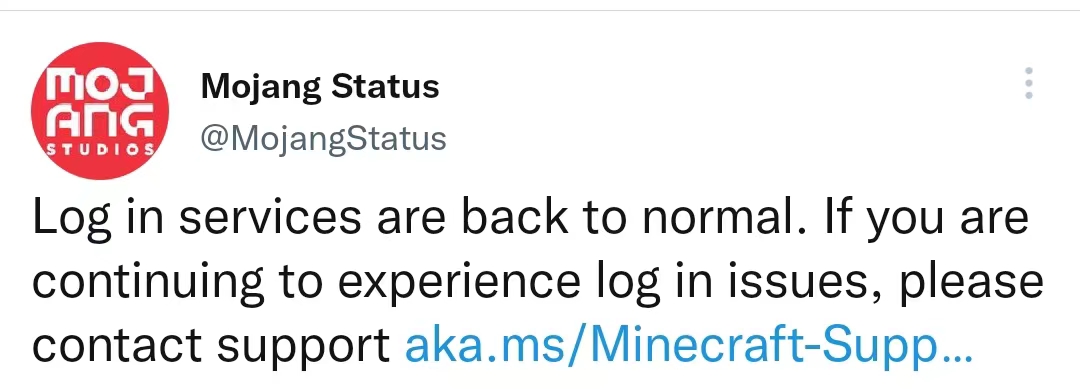 MOJ
ANG
STUDIOS
Mojang Status
@MojangStatus
Log in services are back to normal. If you are
continuing to experience log in issues, please
contact support aka.ms/Minecraft-Supp...